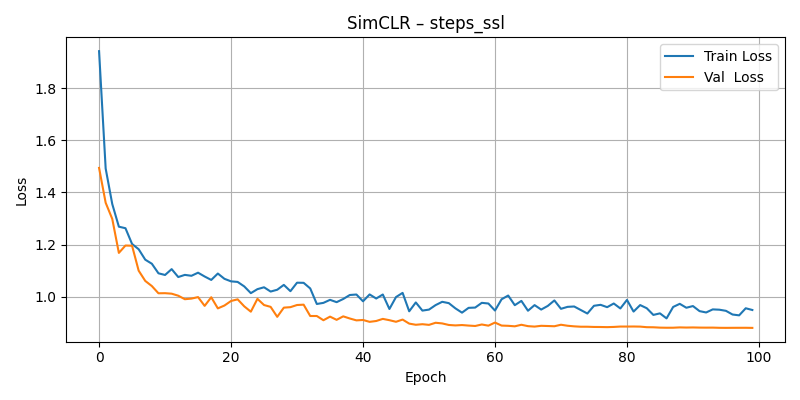 SimCLR – steps_ssl
Train Loss
Val  Loss
Loss
1.8
1.6
1.4
1.2
1.0
0 20 40 60 80 100
Epoch